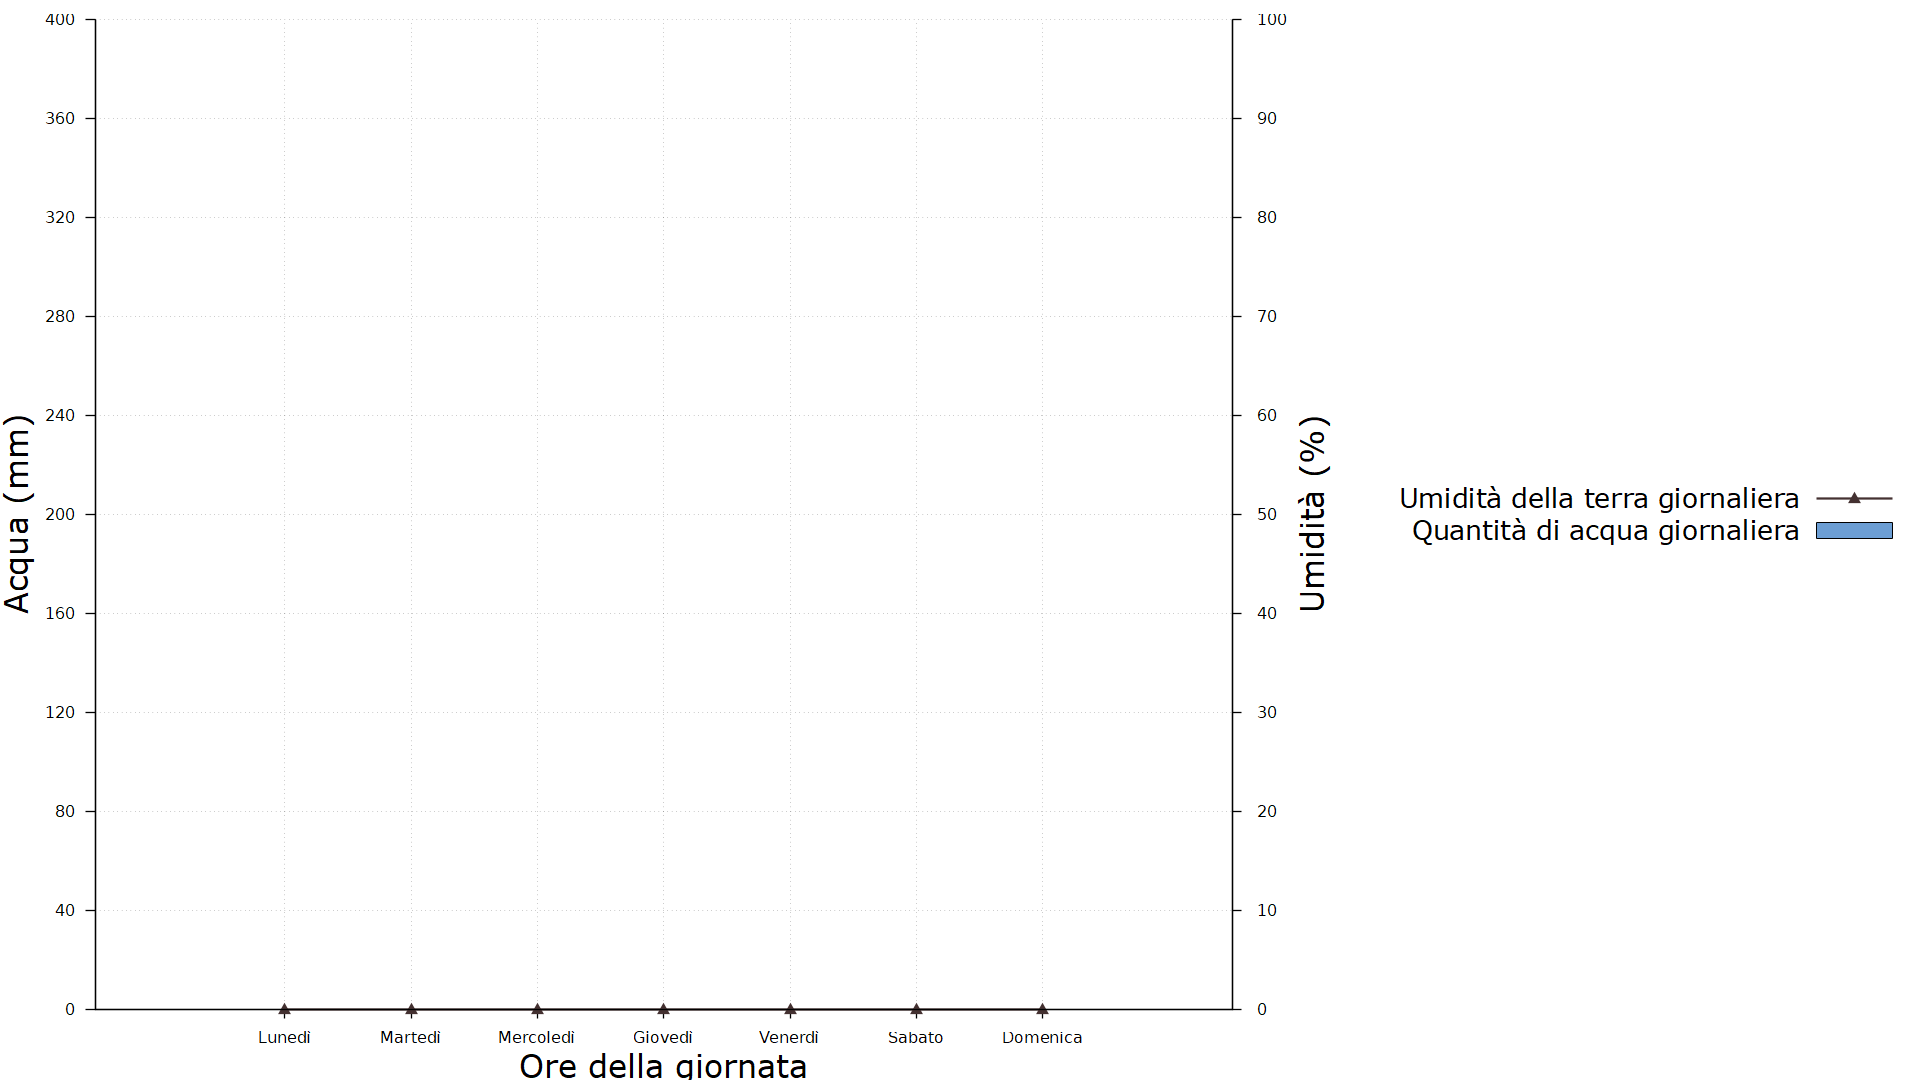 400
360
320
280
240
200
160
120
80
40
0
Acqua (mm)
100
90
80
70
60
50
40
30
20
10
0
Umidità (%)
Lunedì
Martedì
Mercoledì
Giovedì
Venerdì
Sabato
Domenica
Ore della giornata
Umidità della terra giornaliera
Quantità di acqua giornaliera